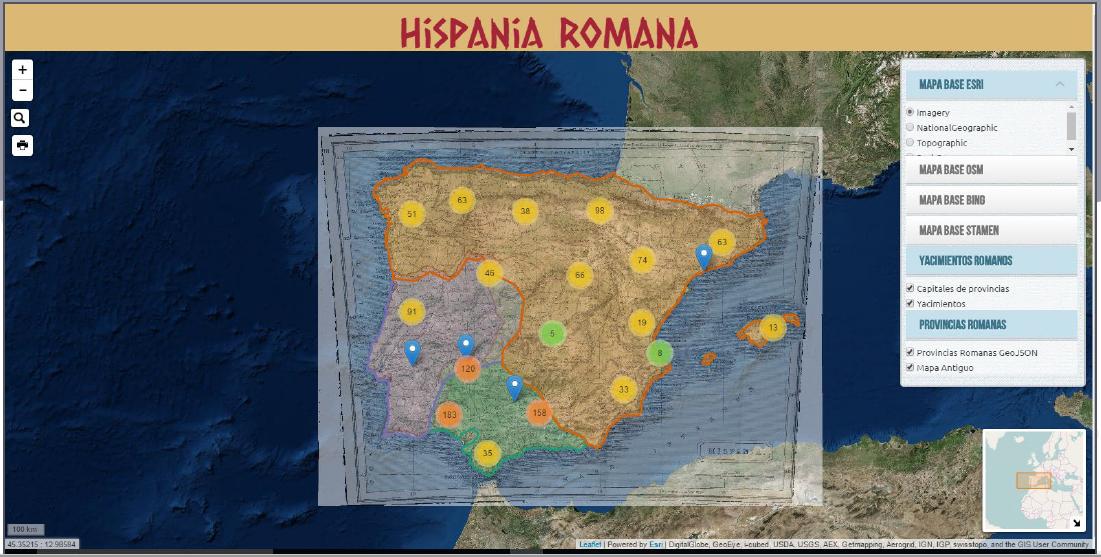 HISPANIA ROMANA
+
−
MAPA BASE ESRI
Imagery
NationalGeographic
Topographic
MAPA BASE OSM
MAPA BASE BING
MAPA BASE STAMEN
YACIMIENTOS ROMANOS
Capitales de provincias
Yacimientos
PROVINCIAS ROMANAS
Provincias Romanas GeoJSON
Mapa Antiguo
51
63
38
98
63
74
46
66
91
19
13
5
8
120
33
183
158
35
100 km
45.35215 : 12.98584
Leaflet | Powered by Esri | DigitalGlobe, GeoEye, i-cubed, USDA, USGS, AEX, Getmapping, Aerogrid, IGN, IGP, swisstopo, and the GIS User Community